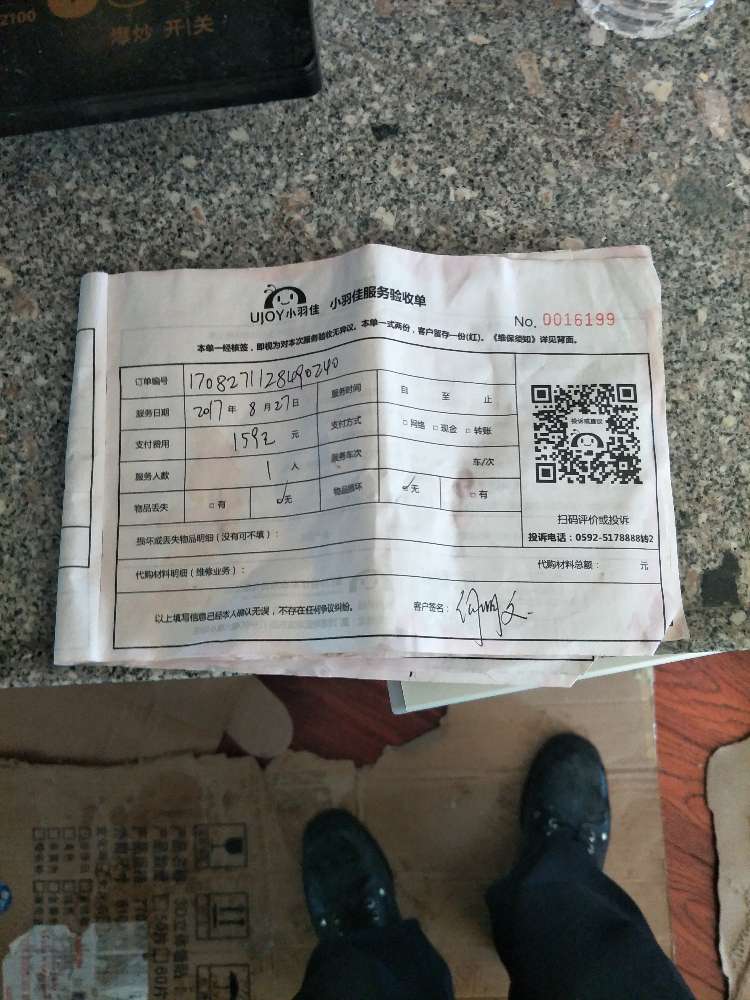 2100
爆炒 开|关
UJOY小羽佳 小羽佳服务验收单
No. 0016199
本单一经核签，即视为对本次服务验收无异议。本单一式两份，客户留存一份(红)。《维保须知》详见背面。
订单编号 服务时间 自 至 止
服务日期 2017 年 8 月 27 日
支付费用 1592 元 支付方式 □ 网络 □ 现金 □ 转账
服务人数 1 人 服务车次 车/次
物品丢失 □ 有 ☑ 无 物品损坏 ☑ 无 □ 有
投诉或建议
扫码评价或投诉
投诉电话：0592-5178888转2
损坏或丢失物品明细（没有可不填）：
代购材料明细（维修业务）： 代购材料总额： 元
以上填写信息已经本人确认无误，不存在任何争议纠纷。 客户签名：